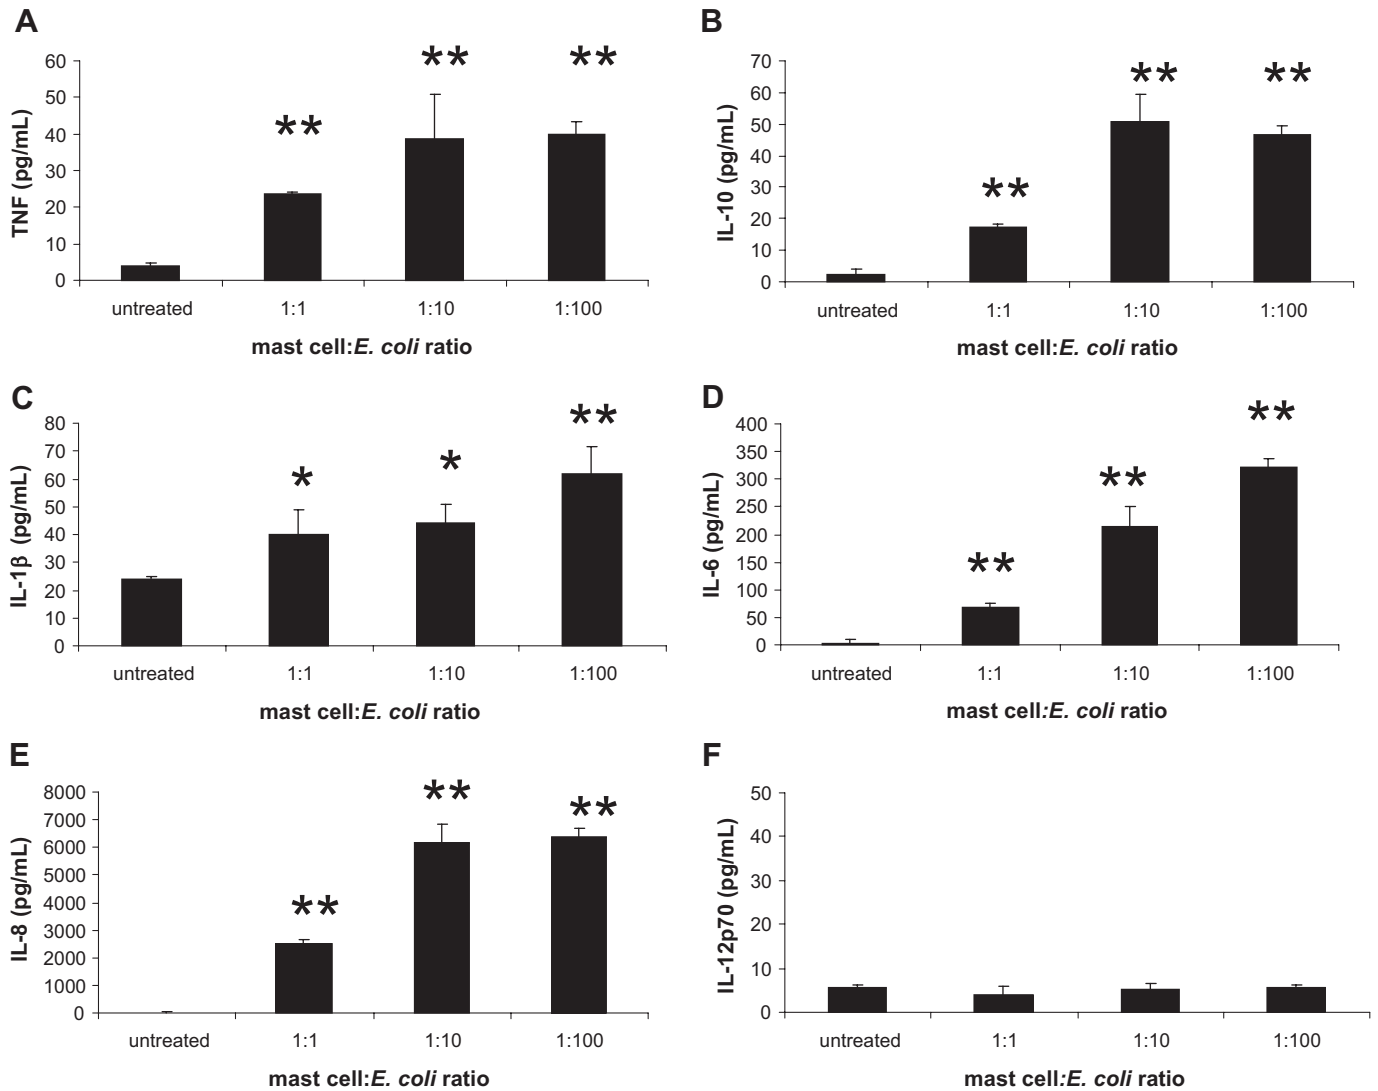 A
TNF (pg/mL)
60
50
40
30
20
10
0
**
**
**
untreated 1:1 1:10 1:100
mast cell:E. coli ratio
B
IL-10 (pg/mL)
70
60
50
40
30
20
10
0
**
**
**
untreated 1:1 1:10 1:100
mast cell:E. coli ratio
C
IL-1β (pg/mL)
80
70
60
50
40
30
20
10
0
*
*
**
untreated 1:1 1:10 1:100
mast cell:E. coli ratio
D
IL-6 (pg/mL)
400
350
300
250
200
150
100
50
0
**
**
**
untreated 1:1 1:10 1:100
mast cell:E. coli ratio
E
IL-8 (pg/mL)
8000
7000
6000
5000
4000
3000
2000
1000
0
**
**
**
untreated 1:1 1:10 1:100
mast cell:E. coli ratio
F
IL-12p70 (pg/mL)
50
40
30
20
10
0
untreated 1:1 1:10 1:100
mast cell:E. coli ratio